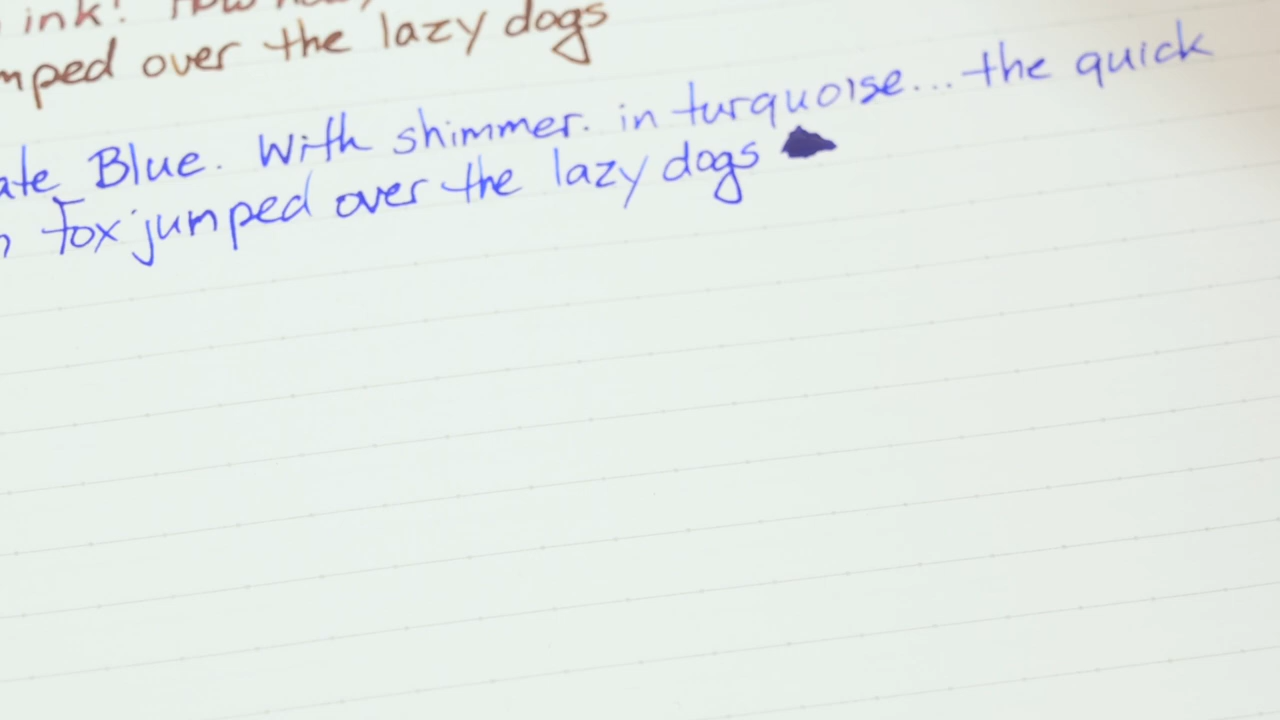 ink! How
mped over the lazy dogs
ate Blue. With shimmer. in turquoise... the quick
n Fox jumped over the lazy dogs